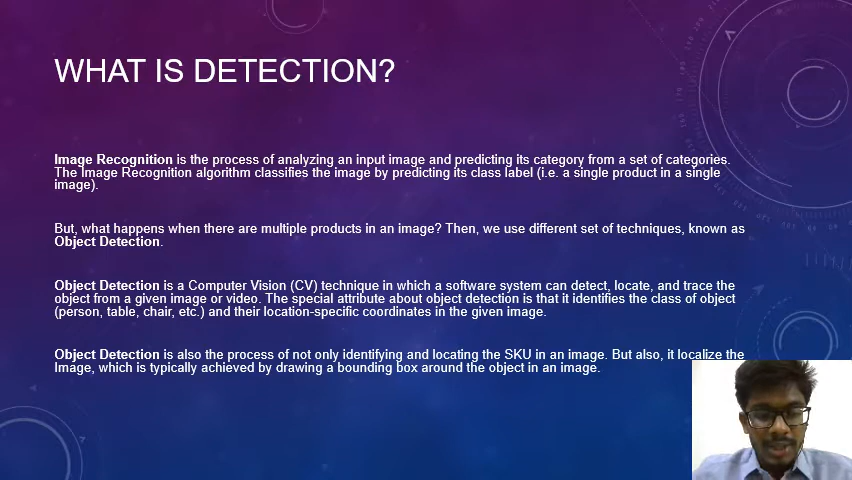 WHAT IS DETECTION?
Image Recognition is the process of analyzing an input image and predicting its category from a set of categories.
The Image Recognition algorithm classifies the image by predicting its class label (i.e. a single product in a single
image).
But, what happens when there are multiple products in an image? Then, we use different set of techniques, known as
Object Detection.
Object Detection is a Computer Vision (CV) technique in which a software system can detect, locate, and trace the
object from a given image or video. The special attribute about object detection is that it identifies the class of object
(person, table, chair, etc.) and their location-specific coordinates in the given image.
Object Detection is also the process of not only identifying and locating the SKU in an image. But also, it localize the
Image, which is typically achieved by drawing a bounding box around the object in an image.